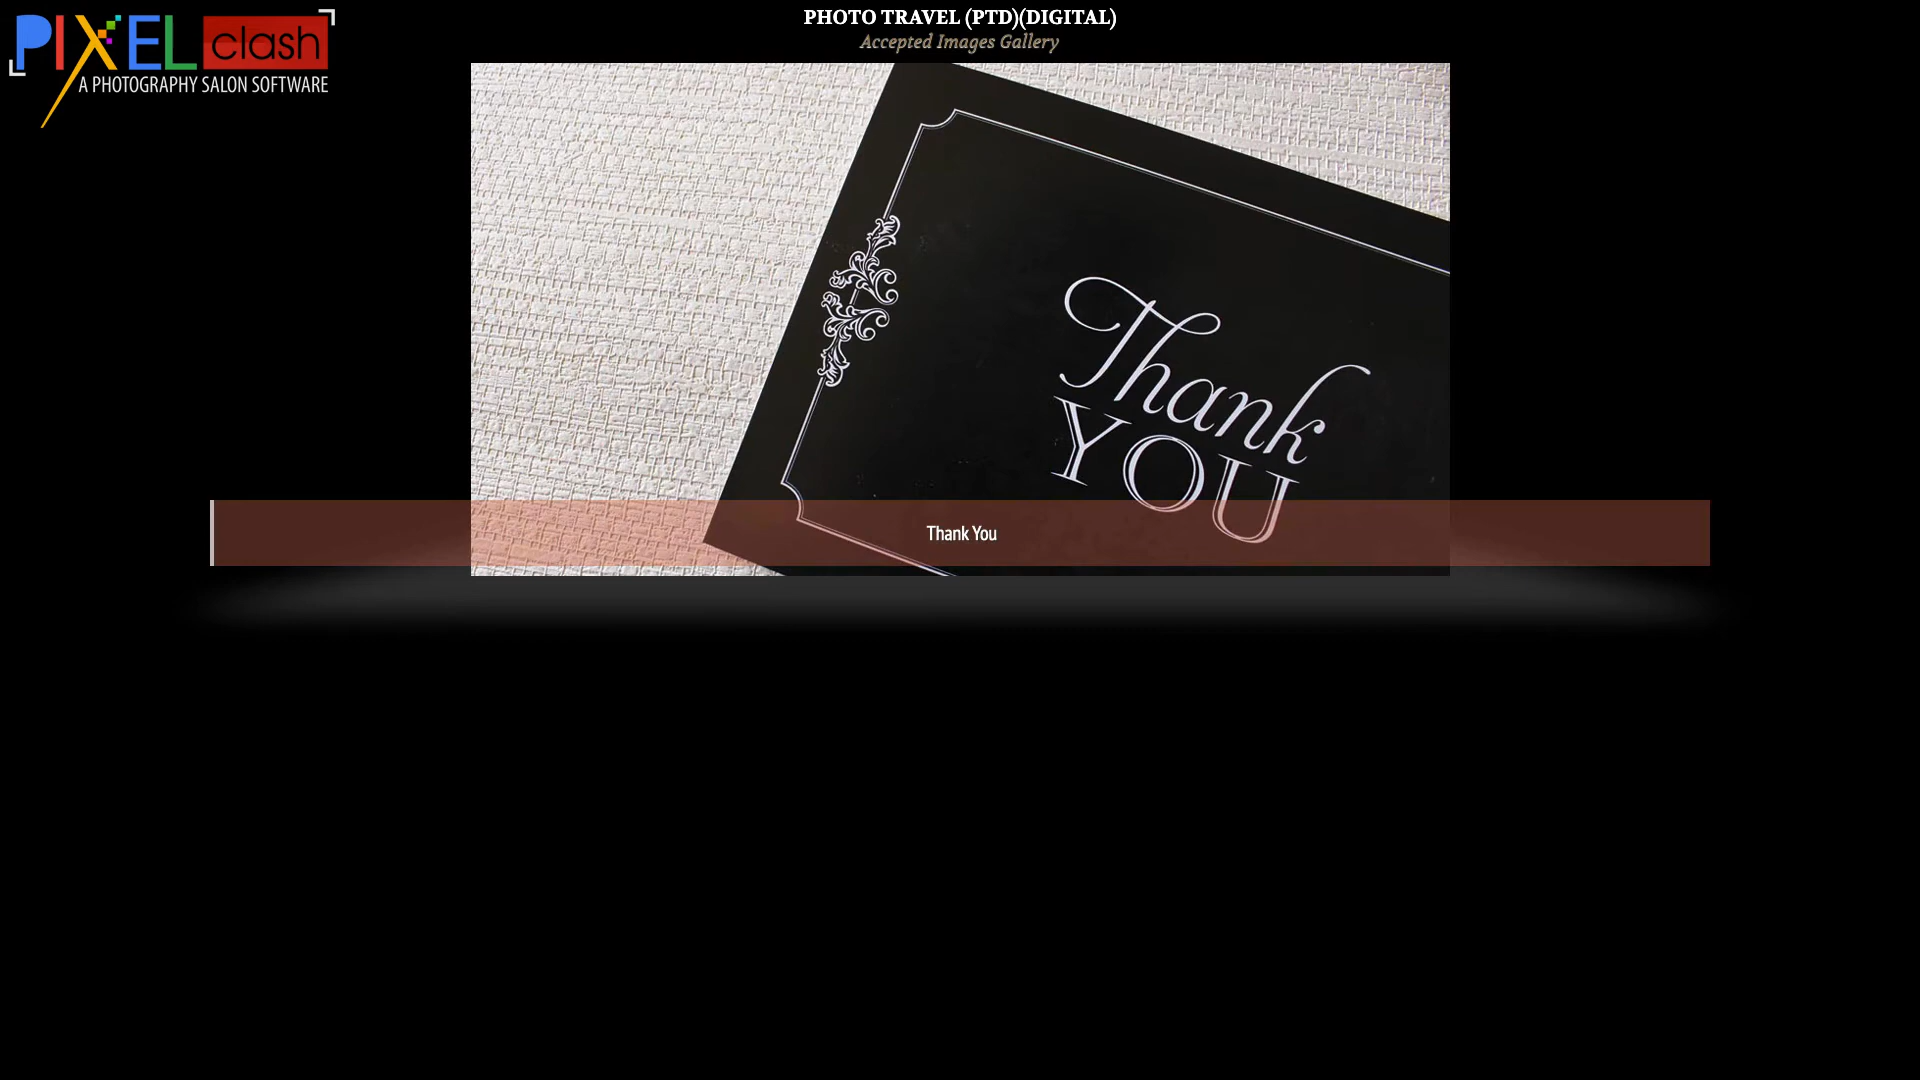 PIXEL clash
A PHOTOGRAPHY SALON SOFTWARE
PHOTO TRAVEL (PTD)(DIGITAL)
Accepted Images Gallery
Thank
YOU
Thank You